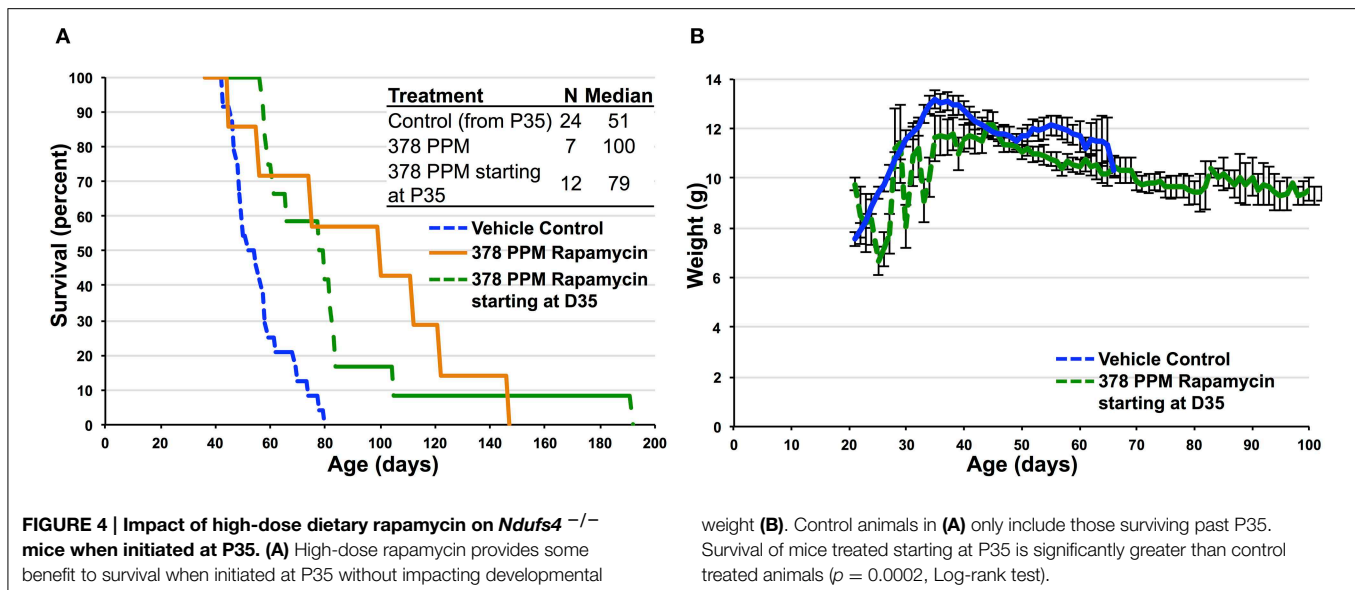 A
Survival (percent)
100
90
80
70
60
50
40
30
20
10
0
0 20 40 60 80 100 120 140 160 180 200
Age (days)
Treatment N Median
Control (from P35) 24 51
378 PPM 7 100
378 PPM starting
at P35 12 79
Vehicle Control
378 PPM Rapamycin
378 PPM Rapamycin
starting at D35
B
Weight (g)
14
12
10
8
6
4
2
0
0 10 20 30 40 50 60 70 80 90 100
Age (days)
Vehicle Control
378 PPM Rapamycin
starting at D35
FIGURE 4 | Impact of high-dose dietary rapamycin on Ndufs4 −/−
mice when initiated at P35. (A) High-dose rapamycin provides some
benefit to survival when initiated at P35 without impacting developmental
weight (B). Control animals in (A) only include those surviving past P35.
Survival of mice treated starting at P35 is significantly greater than control
treated animals (p = 0.0002, Log-rank test).